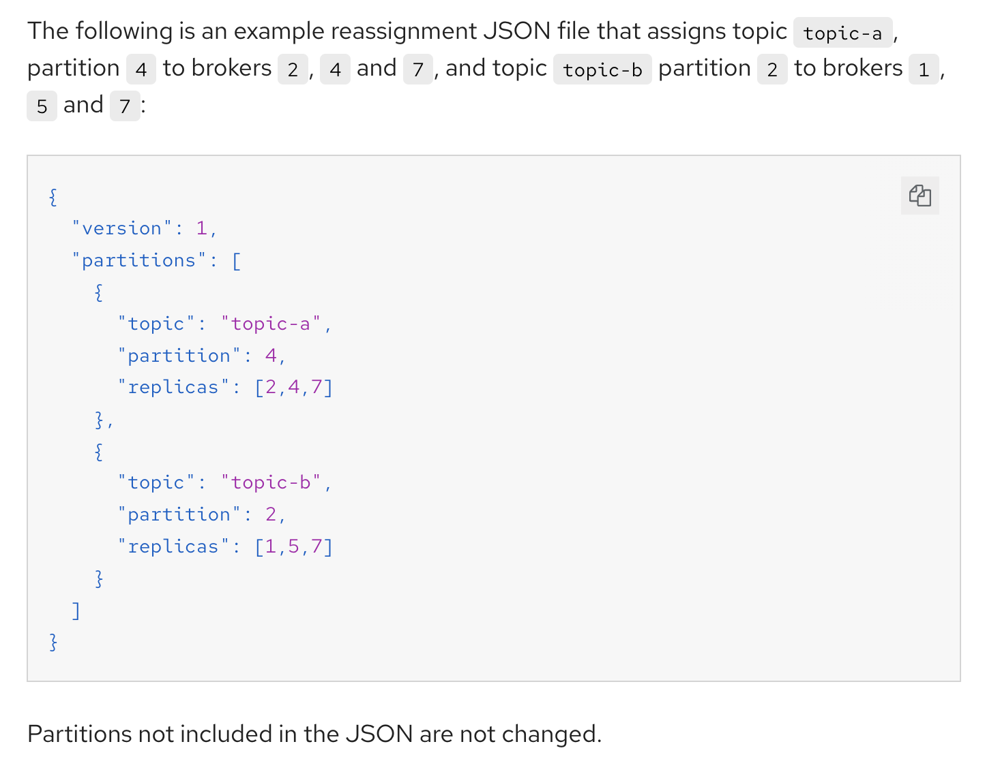 The following is an example reassignment JSON file that assigns topic topic-a,
partition 4 to brokers 2, 4 and 7, and topic topic-b partition 2 to brokers 1,
5 and 7:
{
  "version": 1,
  "partitions": [
    {
      "topic": "topic-a",
      "partition": 4,
      "replicas": [2,4,7]
    },
    {
      "topic": "topic-b",
      "partition": 2,
      "replicas": [1,5,7]
    }
  ]
}
Partitions not included in the JSON are not changed.